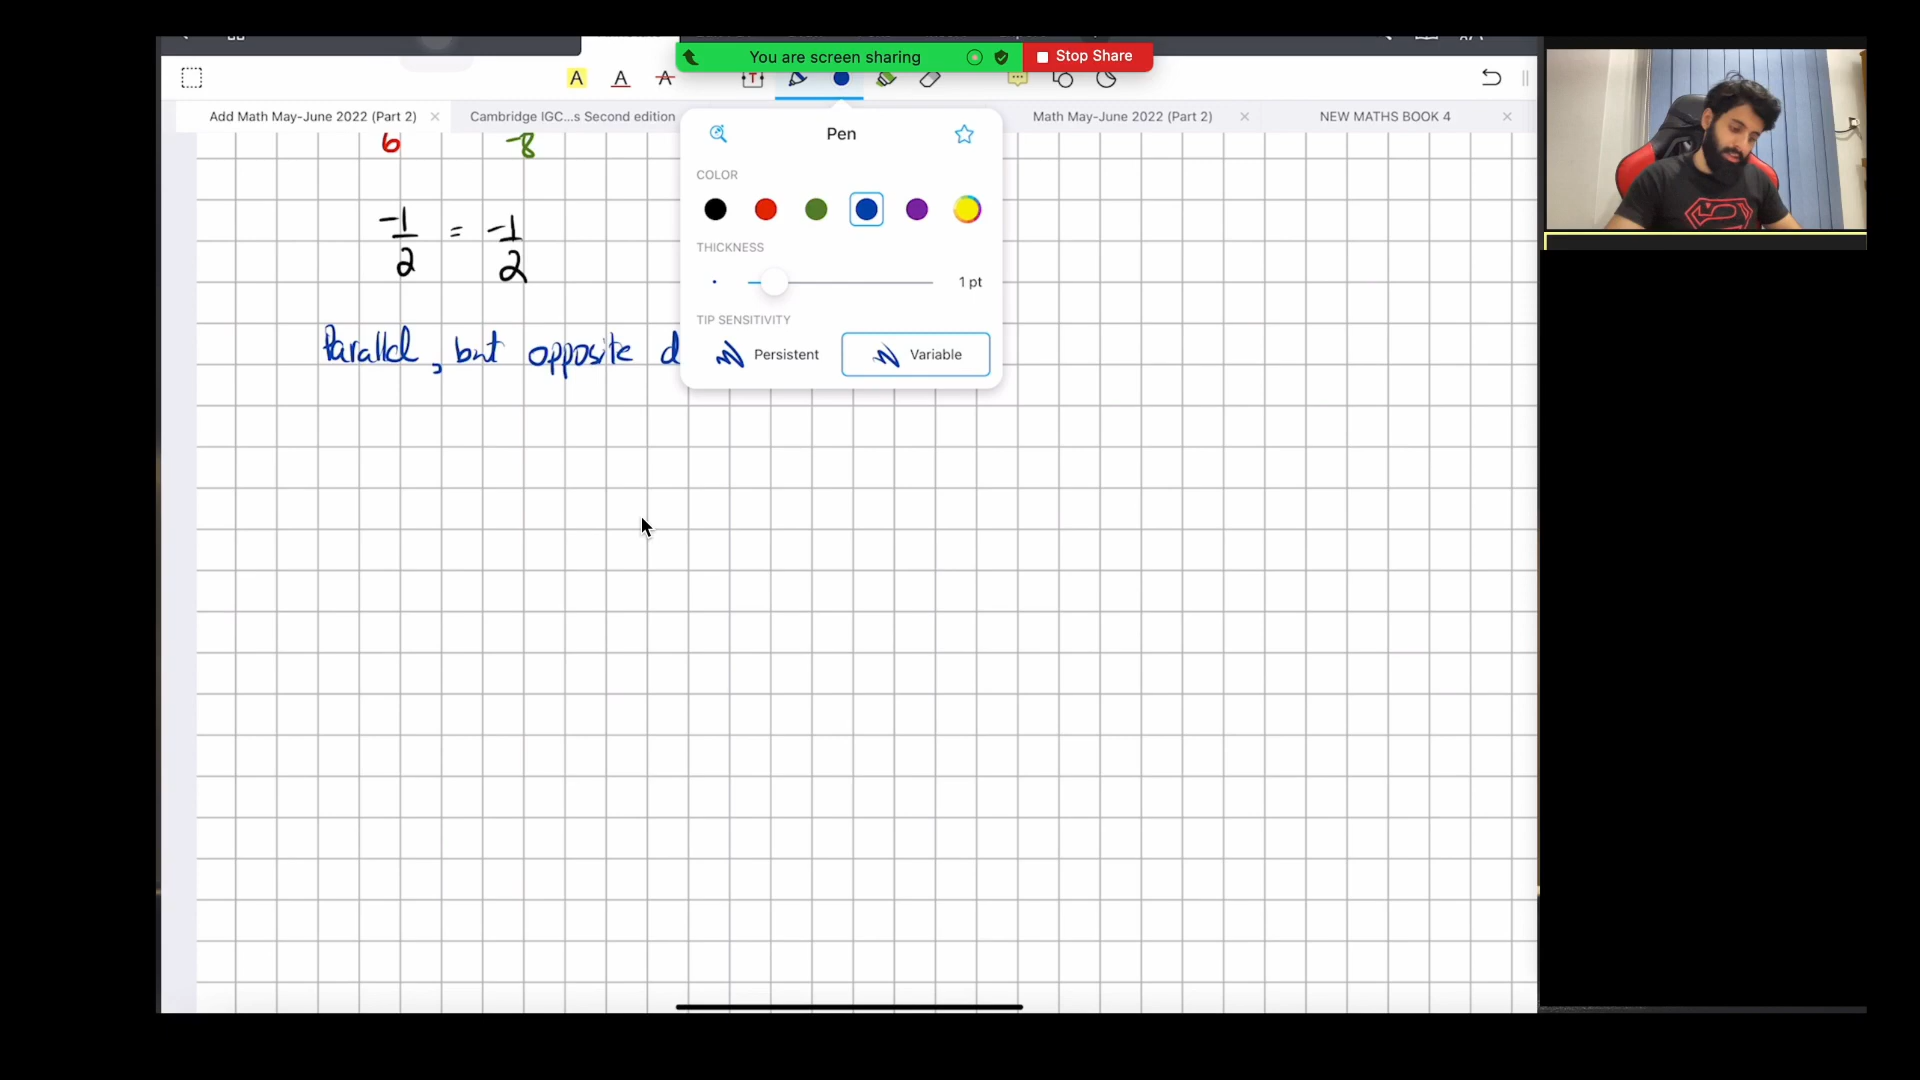 You are screen sharing Stop Share
A A A T
Add Math May-June 2022 (Part 2) Cambridge IGC...s Second edition Math May-June 2022 (Part 2) NEW MATHS BOOK 4
Pen
COLOR
THICKNESS
1 pt
TIP SENSITIVITY
Persistent Variable
6 -8
-1/2 = -1/2
Parallel, but opposite d